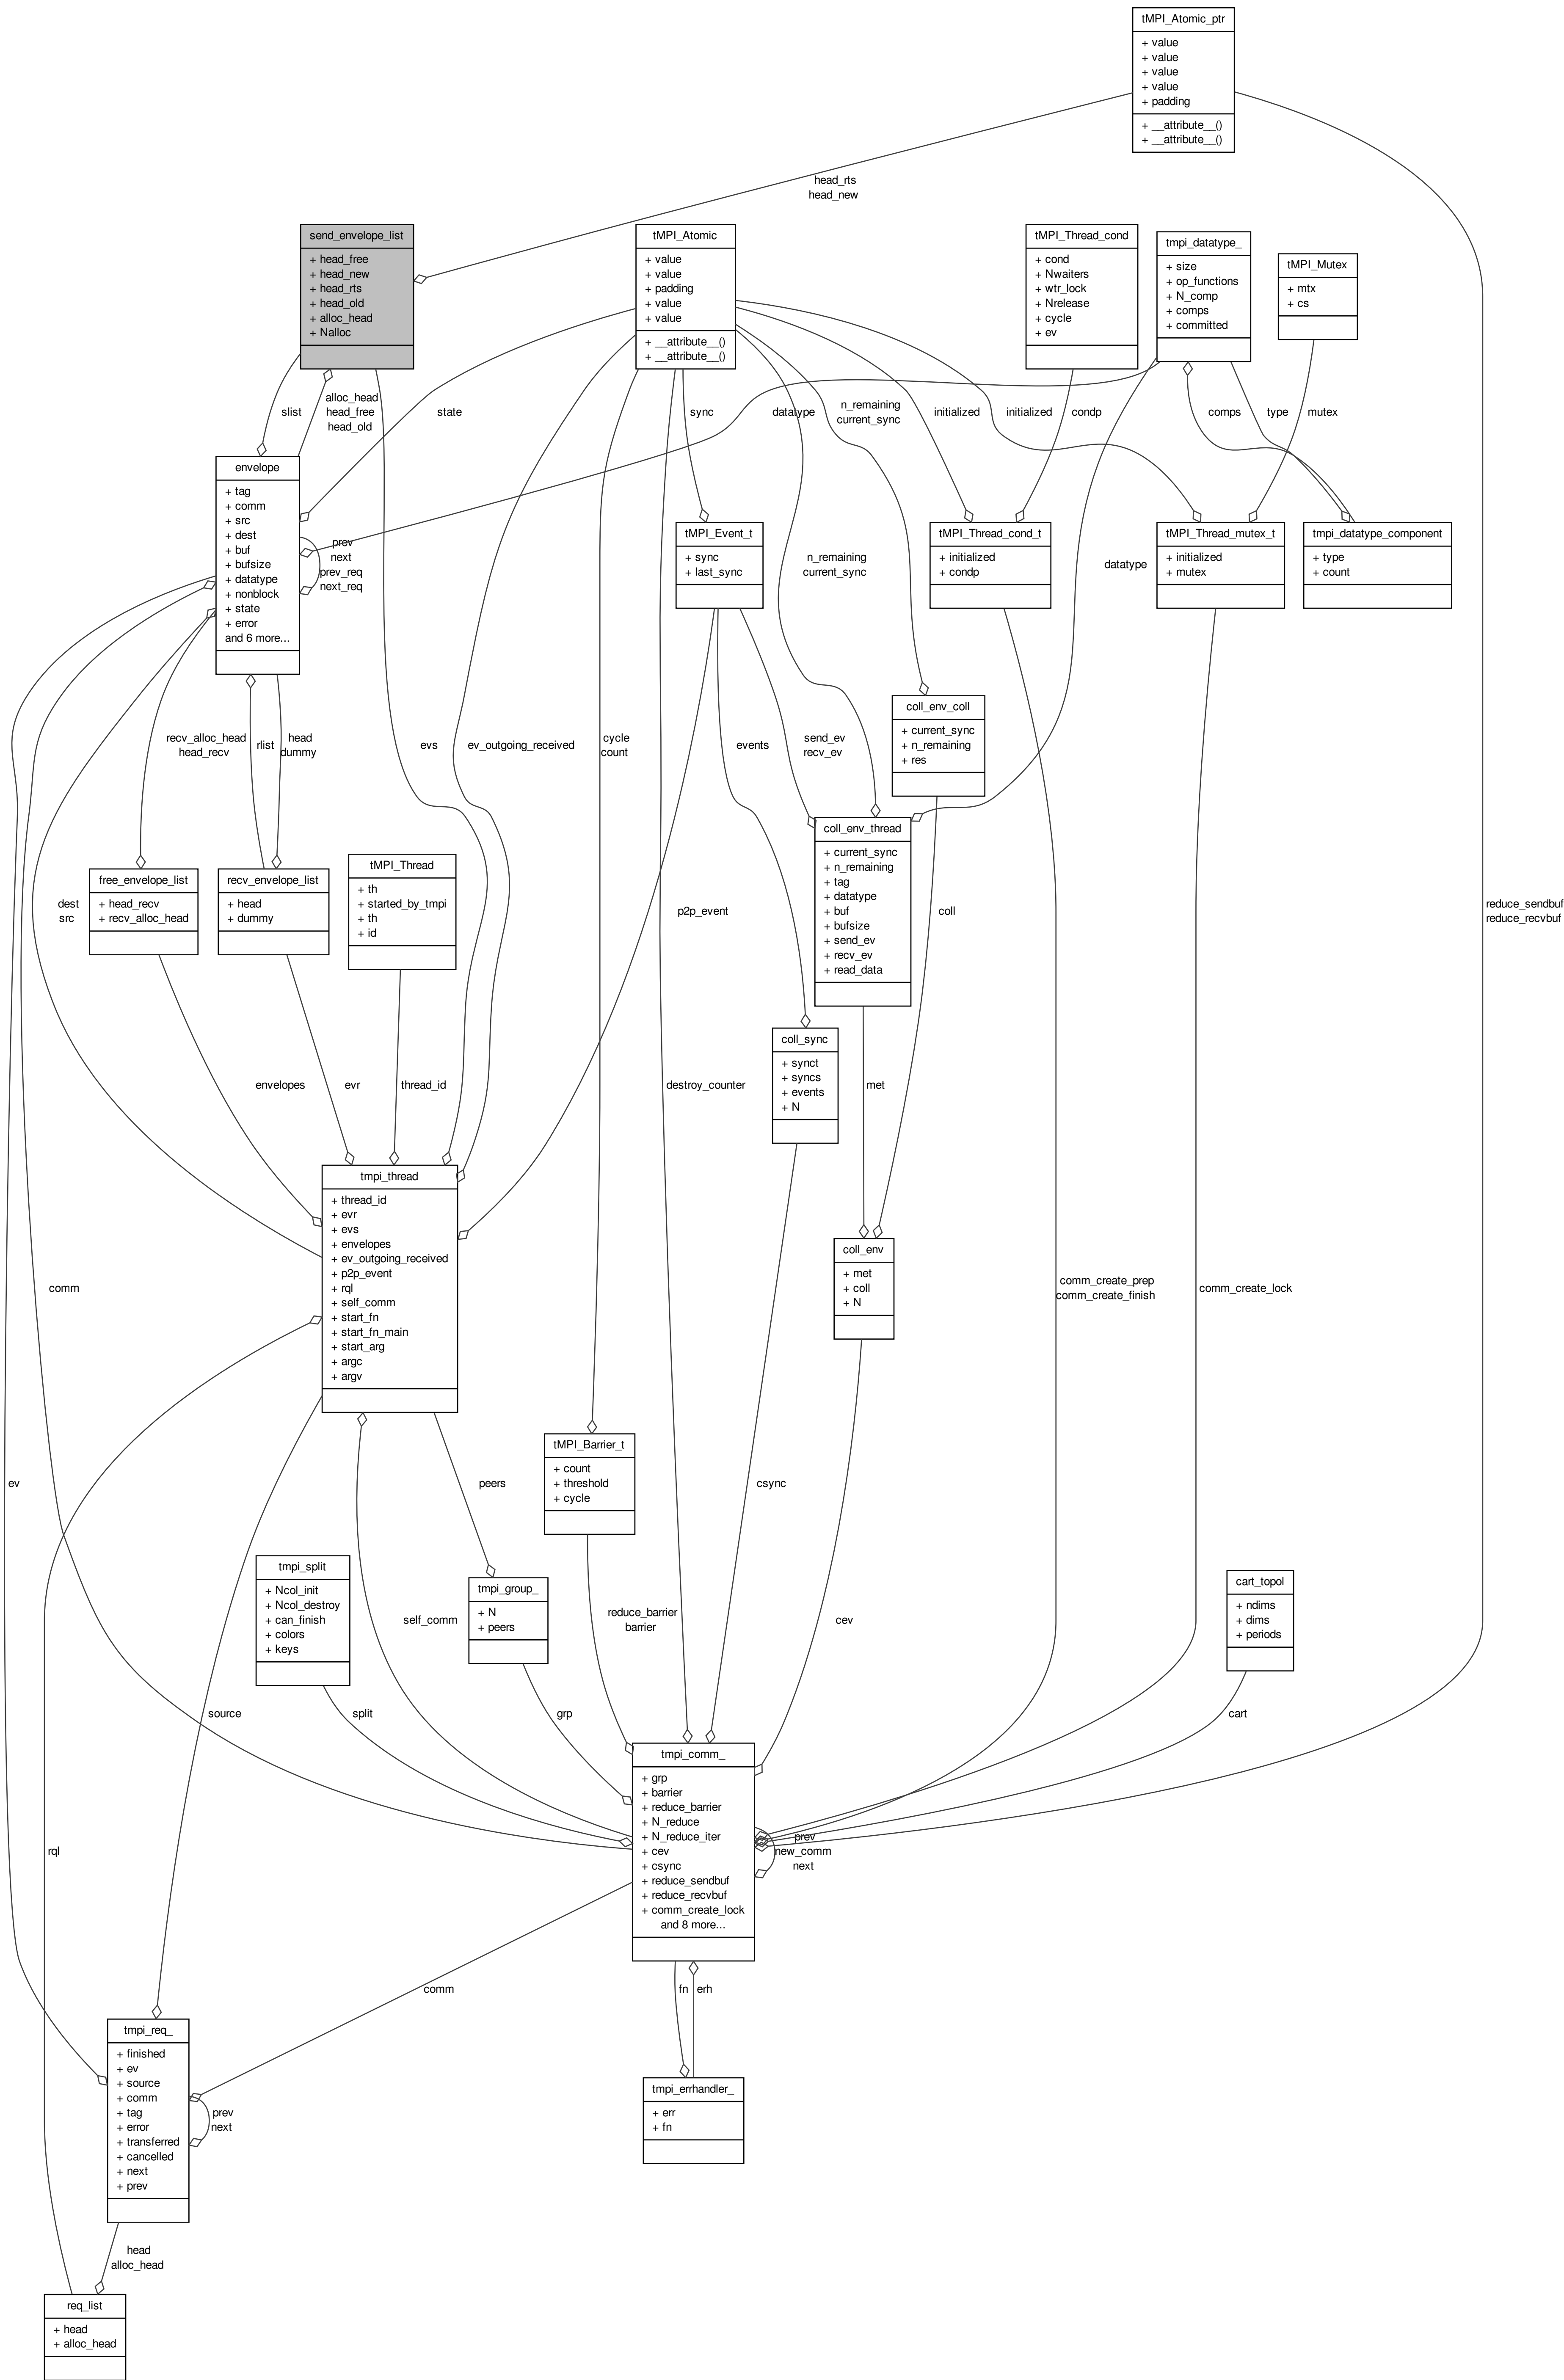 tMPI_Atomic_ptr
+ value
+ value
+ value
+ value
+ padding
+ __attribute__()
+ __attribute__()
head_rts
head_new
send_envelope_list
+ head_free
+ head_new
+ head_rts
+ head_old
+ alloc_head
+ Nalloc
tMPI_Atomic
+ value
+ value
+ padding
+ value
+ value
+ __attribute__()
+ __attribute__()
tMPI_Thread_cond
+ cond
+ Nwaiters
+ wtr_lock
+ Nrelease
+ cycle
+ ev
tmpi_datatype_
+ size
+ op_functions
+ N_comp
+ comps
+ committed
tMPI_Mutex
+ mtx
+ cs
slist
alloc_head
head_free
head_old
state
sync
datatype
n_remaining
current_sync
initialized
initialized
condp
comps
type
mutex
envelope
+ tag
+ comm
+ src
+ dest
+ buf
+ bufsize
+ datatype
+ nonblock
+ state
+ error
and 6 more...
prev
next
prev_req
next_req
tMPI_Event_t
+ sync
+ last_sync
n_remaining
current_sync
tMPI_Thread_cond_t
+ initialized
+ condp
datatype
tMPI_Thread_mutex_t
+ initialized
+ mutex
tmpi_datatype_component
+ type
+ count
recv_alloc_head
head_recv
rlist
head
dummy
evs
ev_outgoing_received
cycle
count
events
send_ev
recv_ev
coll_env_coll
+ current_sync
+ n_remaining
+ res
free_envelope_list
+ head_recv
+ recv_alloc_head
recv_envelope_list
+ head
+ dummy
tMPI_Thread
+ th
+ started_by_tmpi
+ th
+ id
coll_env_thread
+ current_sync
+ n_remaining
+ tag
+ datatype
+ buf
+ bufsize
+ send_ev
+ recv_ev
+ read_data
dest
src
p2p_event
coll
reduce_sendbuf
reduce_recvbuf
coll_sync
+ synct
+ syncs
+ events
+ N
envelopes
evr
thread_id
destroy_counter
met
tmpi_thread
+ thread_id
+ evr
+ evs
+ envelopes
+ ev_outgoing_received
+ p2p_event
+ rql
+ self_comm
+ start_fn
+ start_fn_main
+ start_arg
+ argc
+ argv
coll_env
+ met
+ coll
+ N
comm
comm_create_prep
comm_create_finish
comm_create_lock
tMPI_Barrier_t
+ count
+ threshold
+ cycle
ev
peers
csync
tmpi_split
+ Ncol_init
+ Ncol_destroy
+ can_finish
+ colors
+ keys
self_comm
tmpi_group_
+ N
+ peers
reduce_barrier
barrier
cev
cart_topol
+ ndims
+ dims
+ periods
source
split
grp
cart
tmpi_comm_
+ grp
+ barrier
+ reduce_barrier
+ N_reduce
+ N_reduce_iter
+ cev
+ csync
+ reduce_sendbuf
+ reduce_recvbuf
+ comm_create_lock
and 8 more...
prev
new_comm
next
rql
comm
fn
erh
tmpi_req_
+ finished
+ ev
+ source
+ comm
+ tag
+ error
+ transferred
+ cancelled
+ next
+ prev
prev
next
tmpi_errhandler_
+ err
+ fn
head
alloc_head
req_list
+ head
+ alloc_head